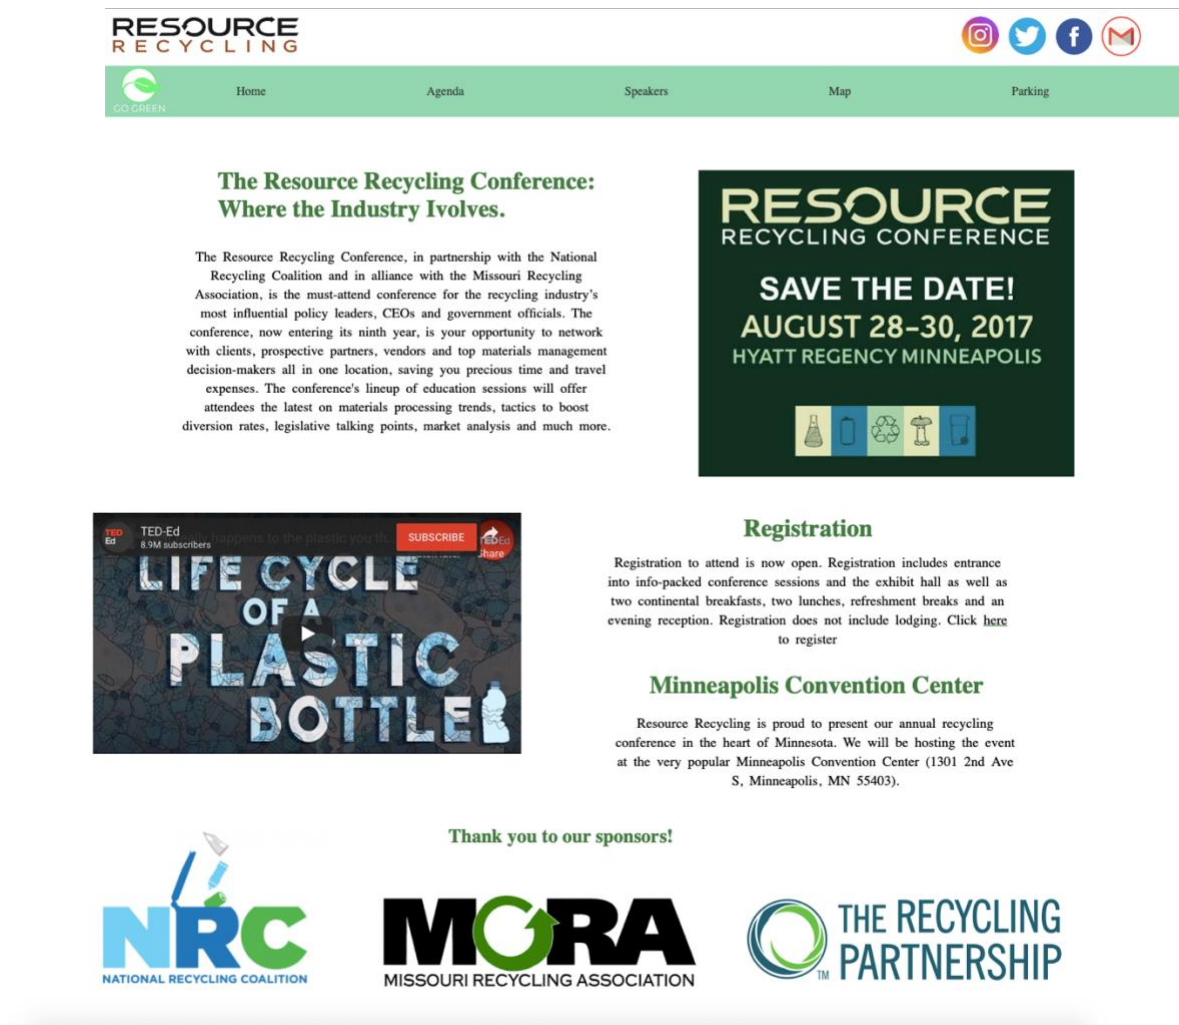 RESOURCE
RECYCLING
GO GREEN
Home
Agenda
Speakers
Map
Parking
The Resource Recycling Conference:
Where the Industry Ivolves.
The Resource Recycling Conference, in partnership with the National
Recycling Coalition and in alliance with the Missouri Recycling
Association, is the must-attend conference for the recycling industry's
most influential policy leaders, CEOs and government officials. The
conference, now entering its ninth year, is your opportunity to network
with clients, prospective partners, vendors and top materials management
decision-makers all in one location, saving you precious time and travel
expenses. The conference's lineup of education sessions will offer
attendees the latest on materials processing trends, tactics to boost
diversion rates, legislative talking points, market analysis and much more.
RESOURCE
RECYCLING CONFERENCE
SAVE THE DATE!
AUGUST 28–30, 2017
HYATT REGENCY MINNEAPOLIS
TED
Ed
TED-Ed
8.9M subscribers
happens to the plastic you th...
SUBSCRIBE
Share
LIFE CYCLE
OF A
PLASTIC
BOTTLE
Registration
Registration to attend is now open. Registration includes entrance
into info-packed conference sessions and the exhibit hall as well as
two continental breakfasts, two lunches, refreshment breaks and an
evening reception. Registration does not include lodging. Click here
to register
Minneapolis Convention Center
Resource Recycling is proud to present our annual recycling
conference in the heart of Minnesota. We will be hosting the event
at the very popular Minneapolis Convention Center (1301 2nd Ave
S, Minneapolis, MN 55403).
Thank you to our sponsors!
NRC
NATIONAL RECYCLING COALITION
MORA
MISSOURI RECYCLING ASSOCIATION
THE RECYCLING
PARTNERSHIP
TM